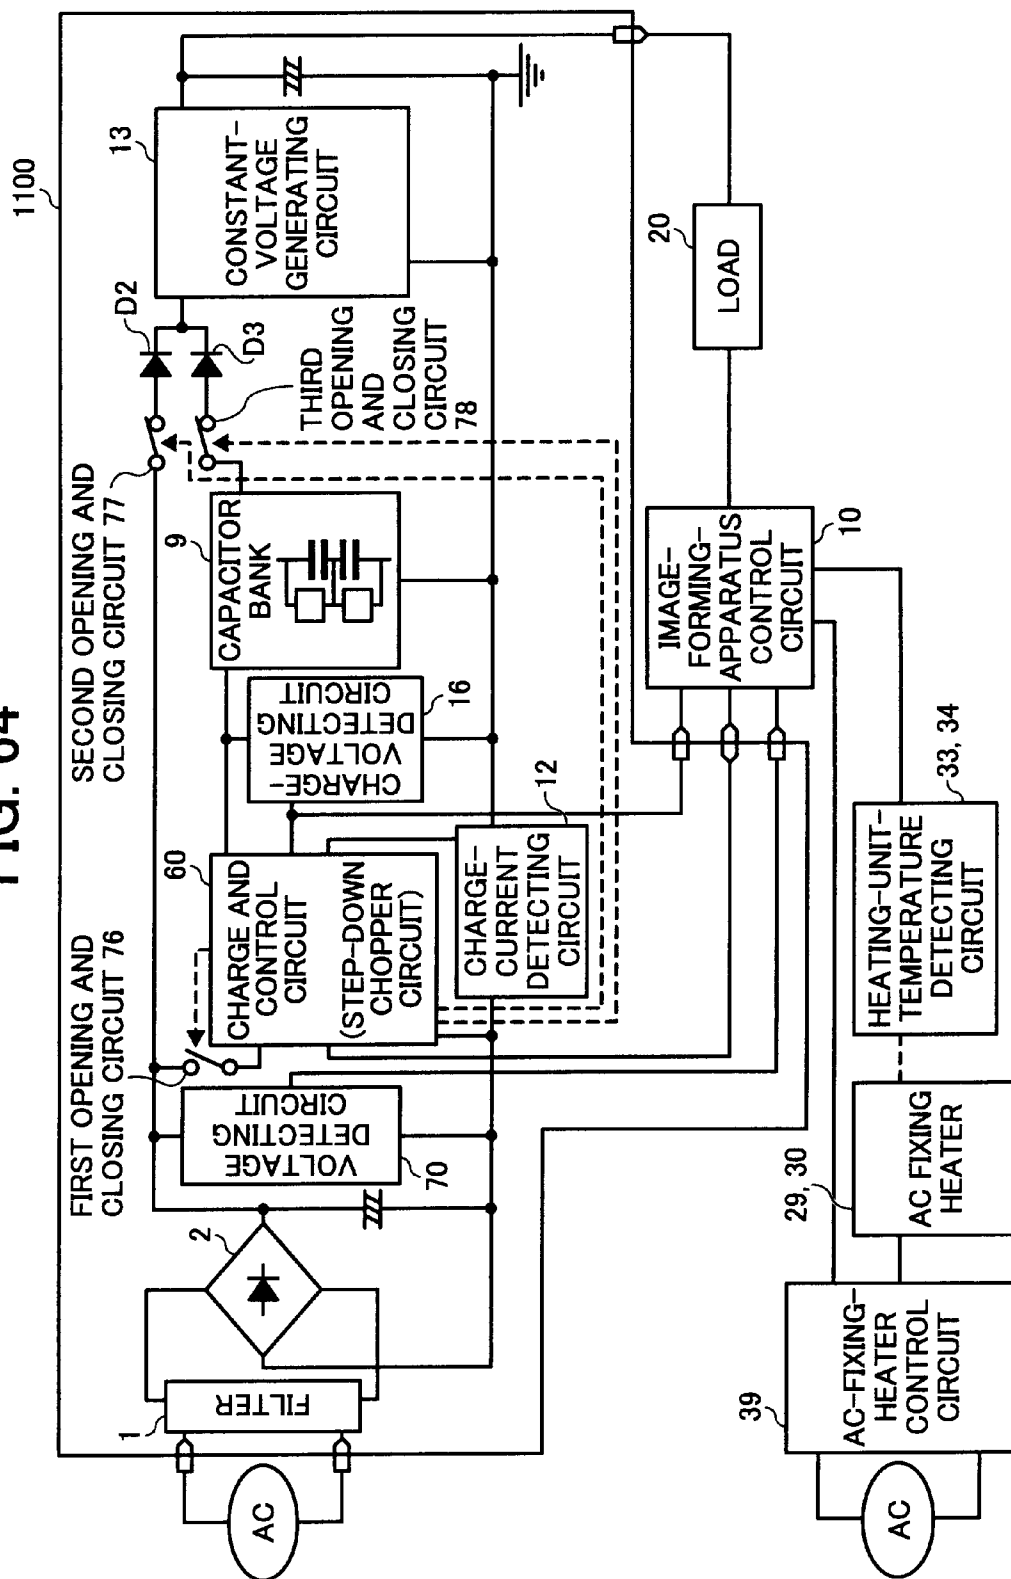 FIG. 64
1100
FIRST OPENING AND
CLOSING CIRCUIT 76
SECOND OPENING AND
CLOSING CIRCUIT 77
D2
D3
THIRD
OPENING
AND
CLOSING
CIRCUIT
78
13
CONSTANT-
VOLTAGE
GENERATING
CIRCUIT
9
CAPACITOR
BANK
CHARGE-
VOLTAGE
DETECTING
CIRCUIT
16
60
CHARGE AND
CONTROL
CIRCUIT
(STEP-DOWN
CHOPPER
CIRCUIT)
12
CHARGE-
CURRENT
DETECTING
CIRCUIT
VOLTAGE
DETECTING
CIRCUIT
70
2
1
FILTER
AC
20
LOAD
10
IMAGE-
FORMING-
APPARATUS
CONTROL
CIRCUIT
33, 34
HEATING-UNIT-
TEMPERATURE
DETECTING
CIRCUIT
29, 30
AC FIXING
HEATER
39
AC-FIXING-
HEATER
CONTROL
CIRCUIT
AC